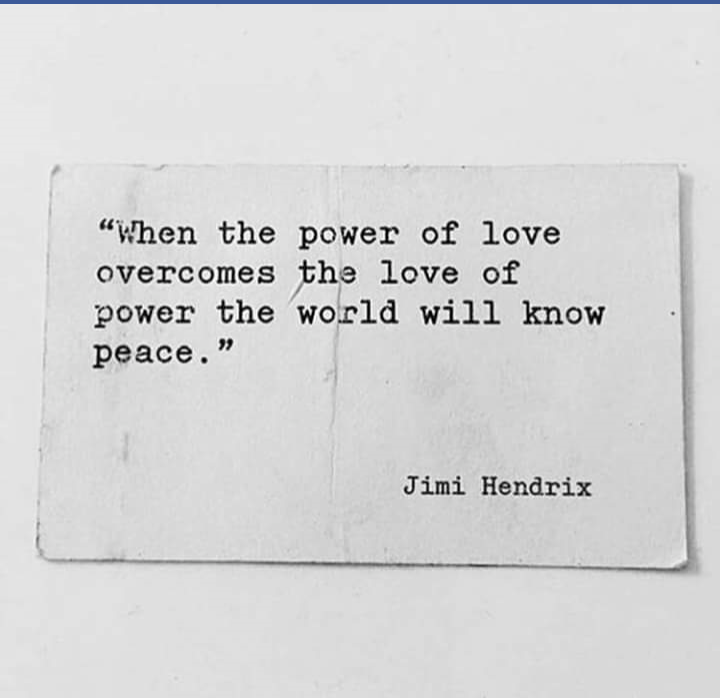 “When the power of love
overcomes the love of
power the world will know
peace.”
Jimi Hendrix